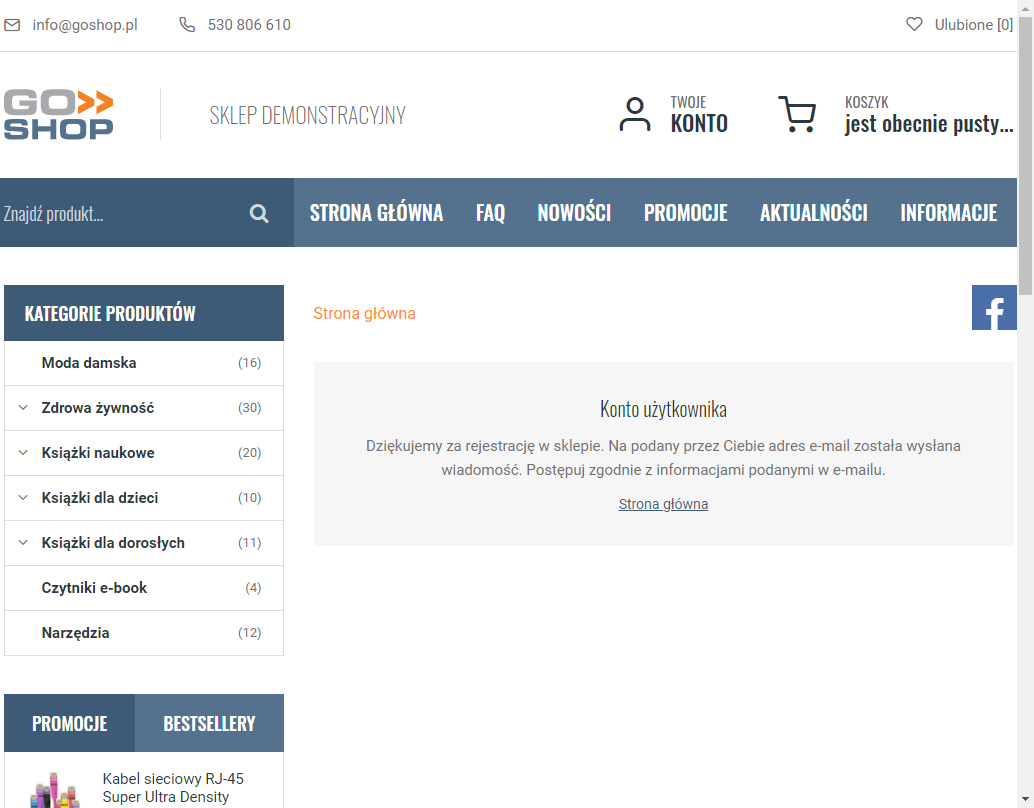 info@goshop.pl
530 806 610
Ulubione [0]
GO
SHOP
SKLEP DEMONSTRACYJNY
TWOJE
KONTO
KOSZYK
jest obecnie pusty...
Znajdź produkt...
STRONA GŁÓWNA
FAQ
NOWOŚCI
PROMOCJE
AKTUALNOŚCI
INFORMACJE
KATEGORIE PRODUKTÓW
Moda damska (16)
Zdrowa żywność (30)
Książki naukowe (20)
Książki dla dzieci (10)
Książki dla dorosłych (11)
Czytniki e-book (4)
Narzędzia (12)
PROMOCJE
BESTSELLERY
Kabel sieciowy RJ-45
Super Ultra Density
Strona główna
Konto użytkownika
Dziękujemy za rejestrację w sklepie. Na podany przez Ciebie adres e-mail została wysłana
wiadomość. Postępuj zgodnie z informacjami podanymi w e-mailu.
Strona główna